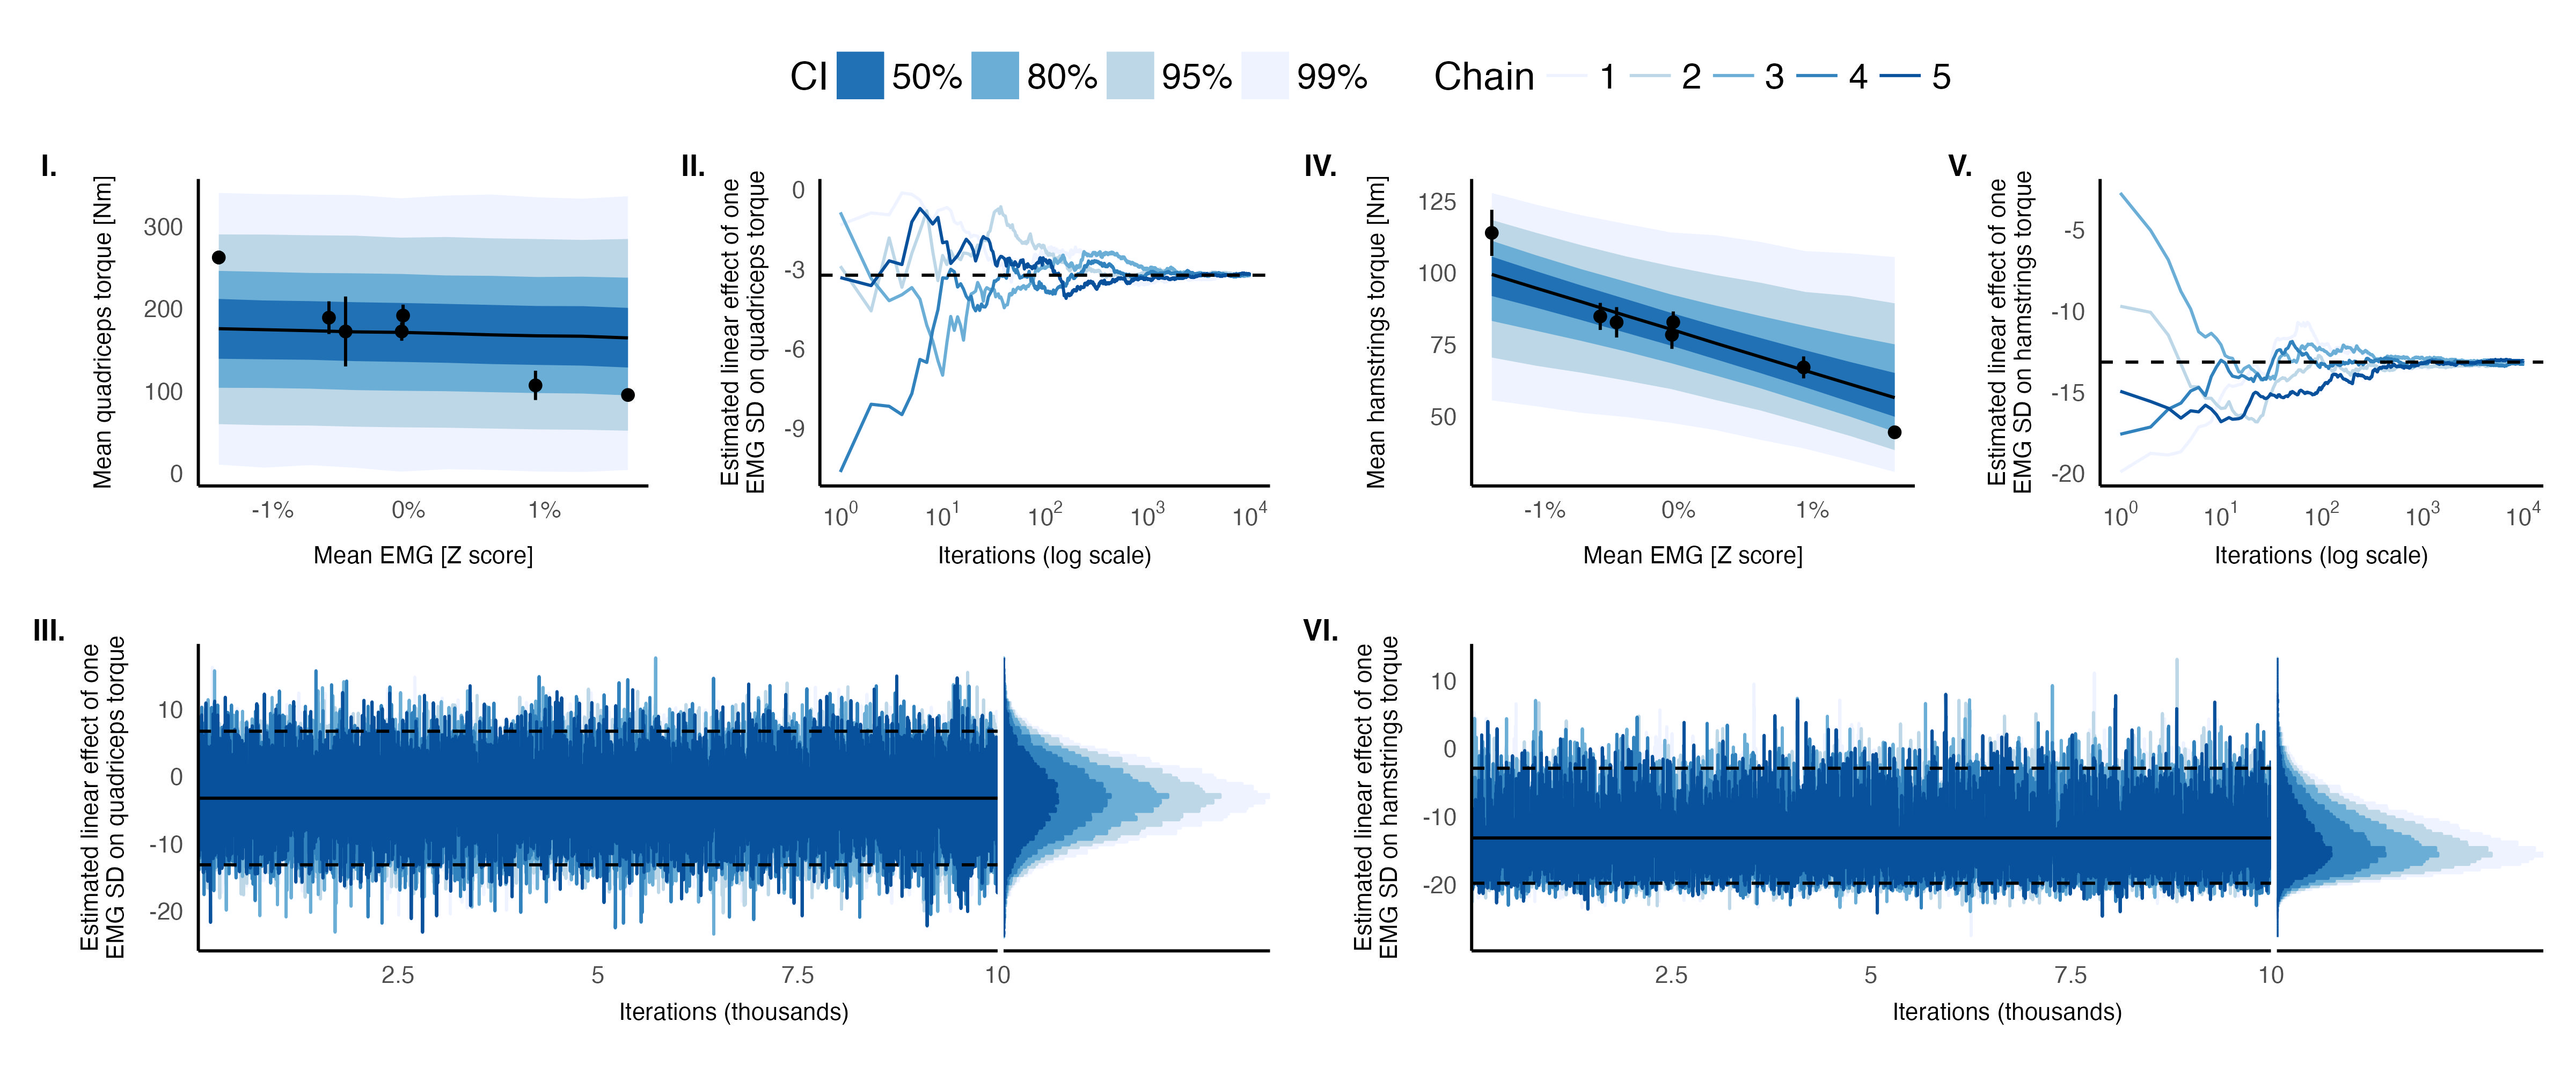 CI 50% 80% 95% 99% Chain 1 2 3 4 5
I.
Mean quadriceps torque [Nm]
300
200
100
0
-1% 0% 1%
Mean EMG [Z score]
II.
Estimated linear effect of one
EMG SD on quadriceps torque
0
-3
-6
-9
10^0 10^1 10^2 10^3 10^4
Iterations (log scale)
IV.
Mean hamstrings torque [Nm]
125
100
75
50
-1% 0% 1%
Mean EMG [Z score]
V.
Estimated linear effect of one
EMG SD on hamstrings torque
-5
-10
-15
-20
10^0 10^1 10^2 10^3 10^4
Iterations (log scale)
III.
Estimated linear effect of one
EMG SD on quadriceps torque
10
0
-10
-20
2.5 5 7.5 10
Iterations (thousands)
VI.
Estimated linear effect of one
EMG SD on hamstrings torque
10
0
-10
-20
2.5 5 7.5 10
Iterations (thousands)